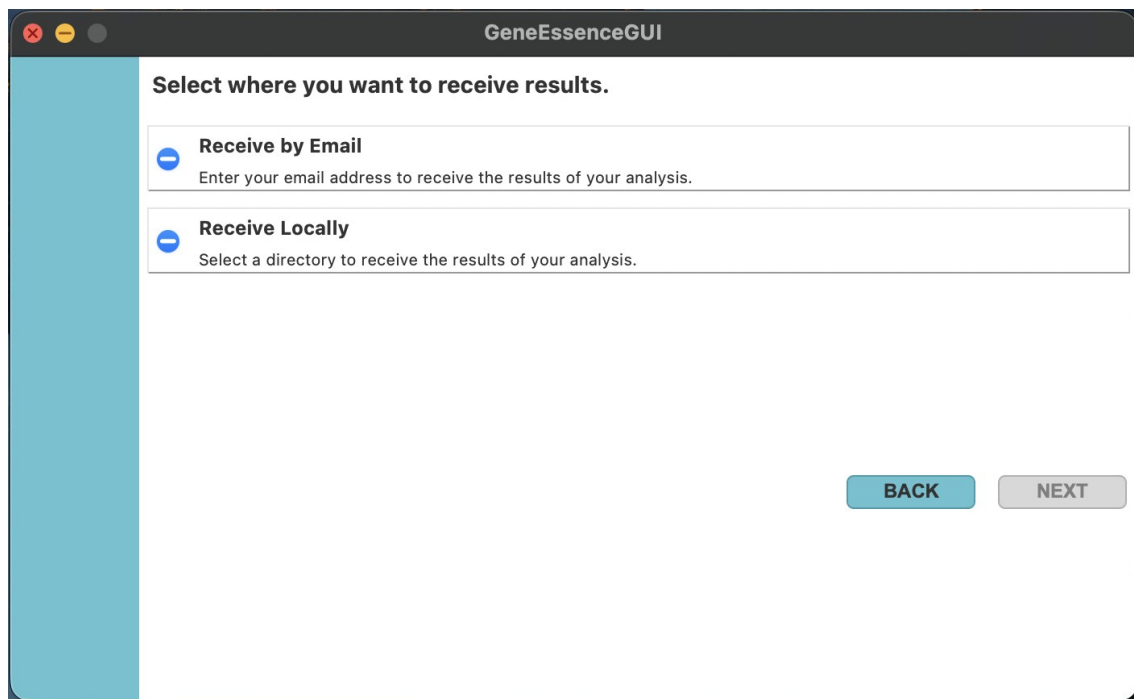 GeneEssenceGUI
Select where you want to receive results.
Receive by Email
Enter your email address to receive the results of your analysis.
Receive Locally
Select a directory to receive the results of your analysis.
BACK NEXT